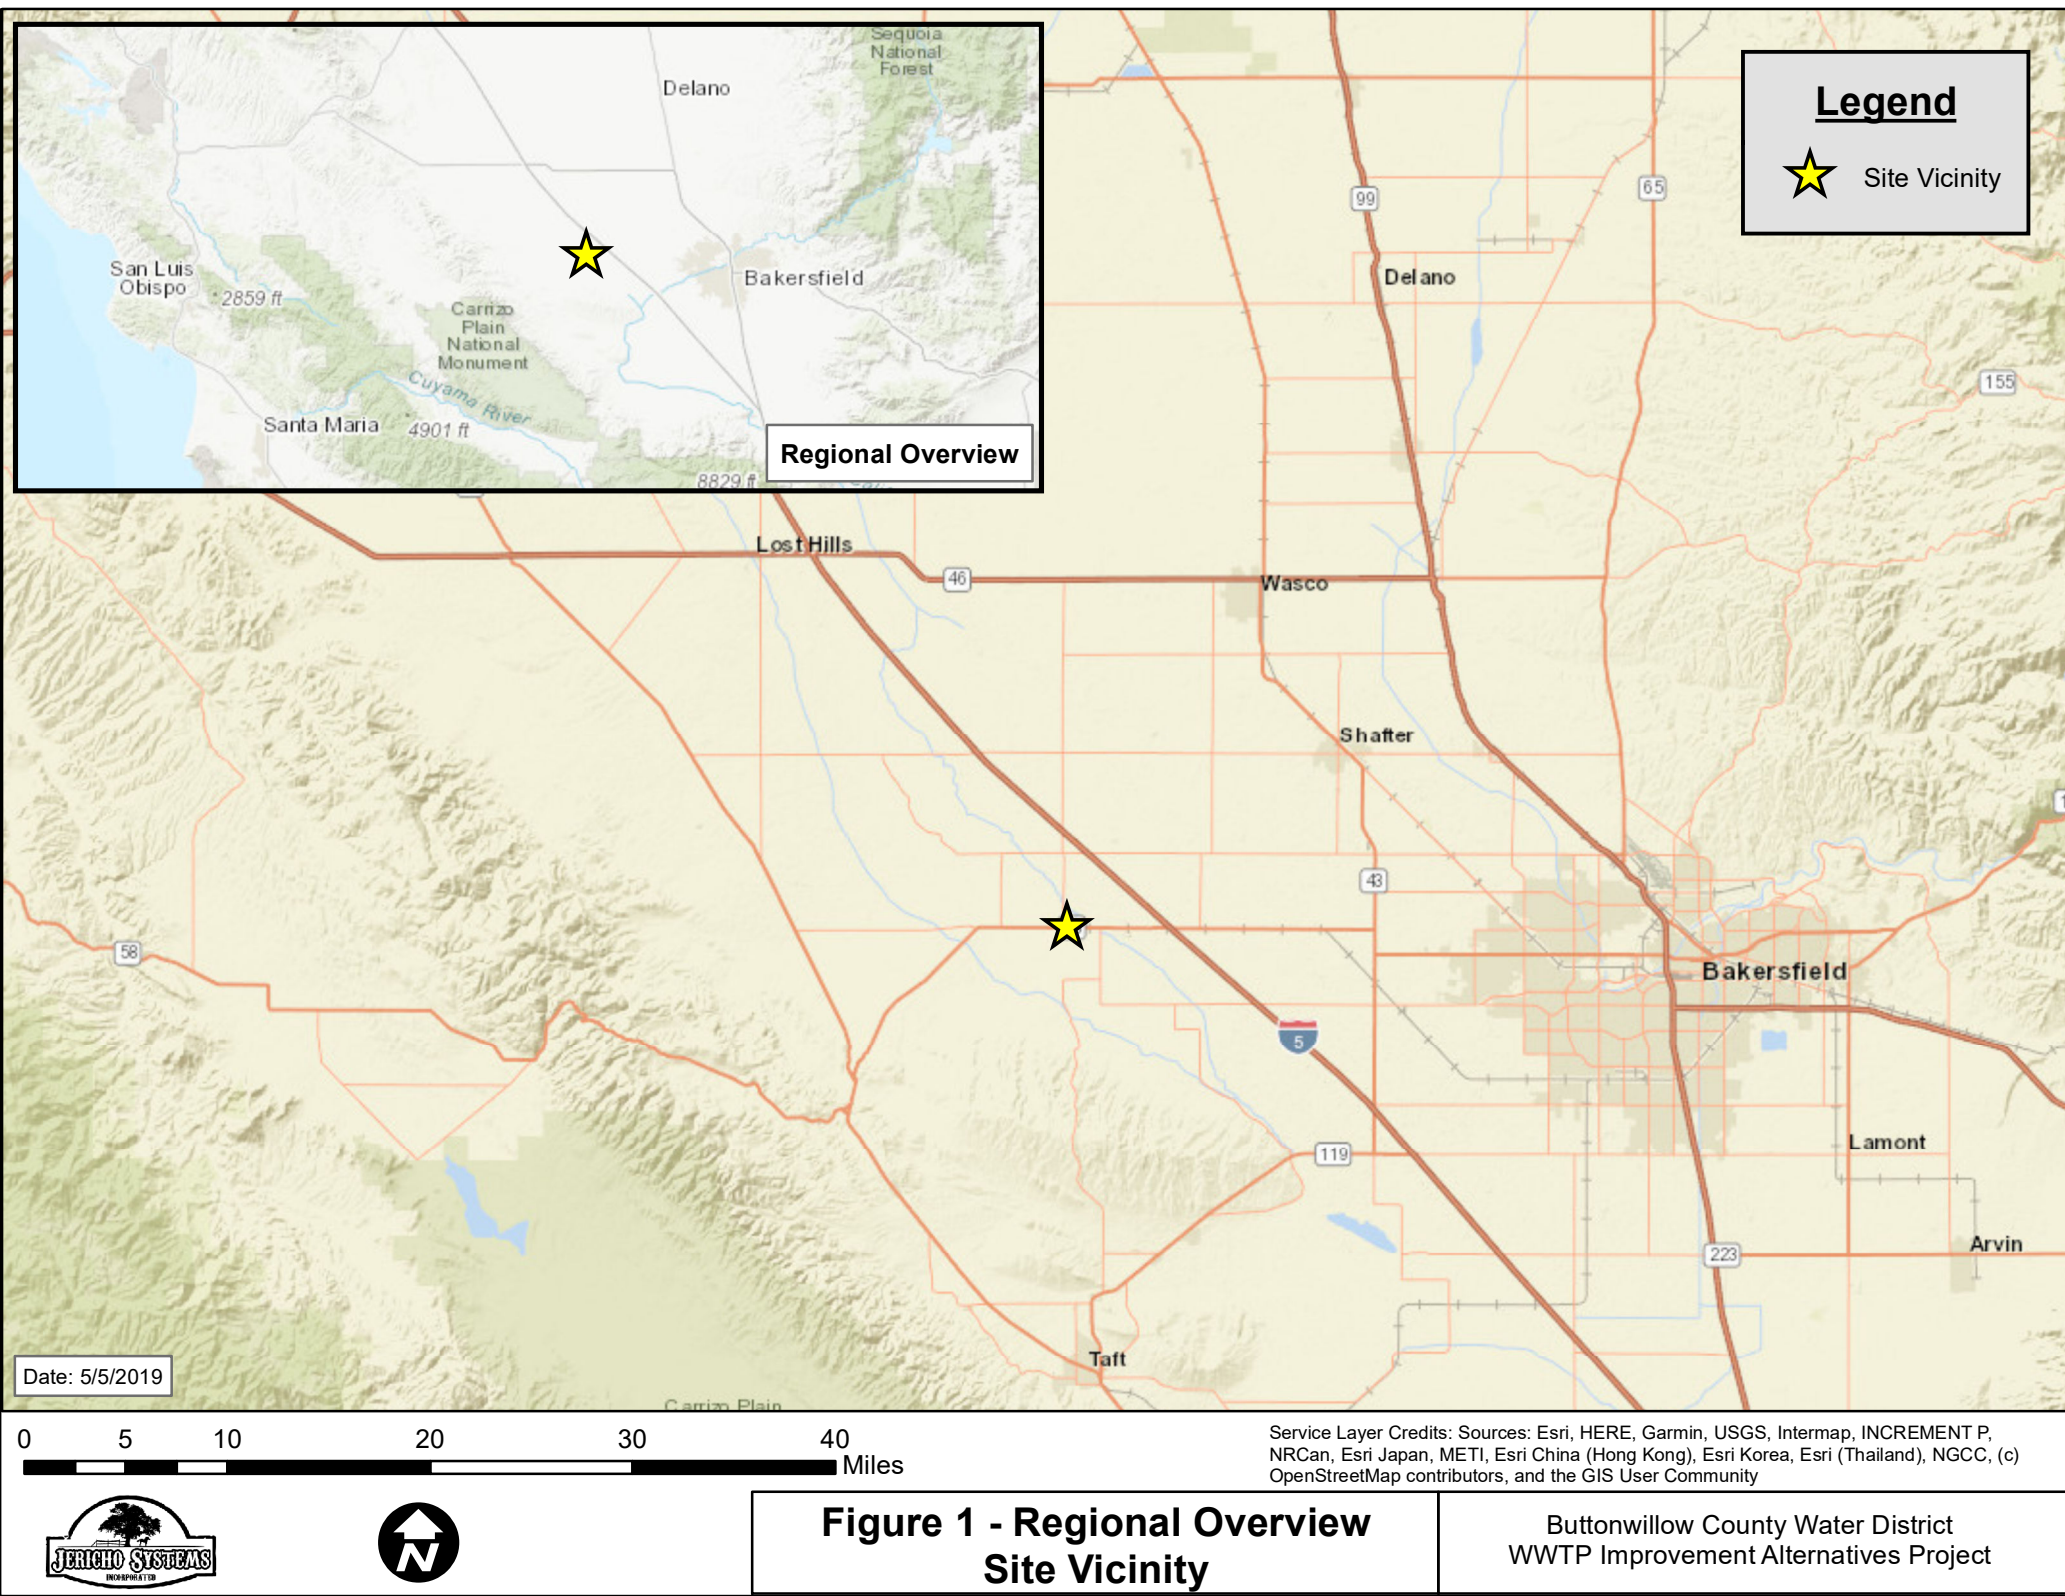 Sequoia
National
Forest
Delano
San Luis
Obispo
2859 ft
Bakersfield
Carrizo
Plain
National
Monument
Cuyama River
Santa Maria
4901 ft
8829 ft
Regional Overview
Legend
Site Vicinity
99
65
Delano
155
Lost Hills
46
Wasco
Shafter
43
58
Bakersfield
5
119
Lamont
223
Arvin
Taft
Carrizo Plain
Date: 5/5/2019
0 5 10 20 30 40
Miles
Service Layer Credits: Sources: Esri, HERE, Garmin, USGS, Intermap, INCREMENT P,
NRCan, Esri Japan, METI, Esri China (Hong Kong), Esri Korea, Esri (Thailand), NGCC, (c)
OpenStreetMap contributors, and the GIS User Community
JERICHO SYSTEMS
INCORPORATED
N
Figure 1 - Regional Overview
Site Vicinity
Buttonwillow County Water District
WWTP Improvement Alternatives Project